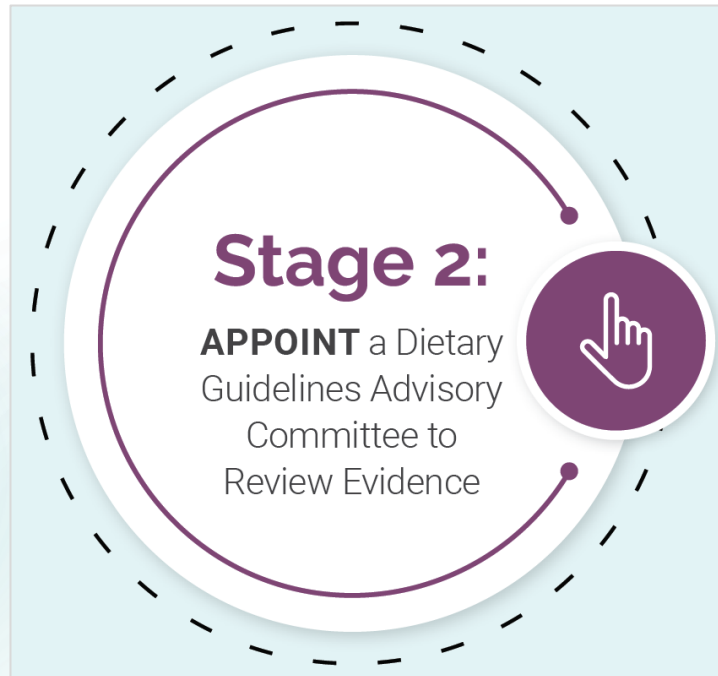 Stage 2:
APPOINT a Dietary
Guidelines Advisory
Committee to
Review Evidence